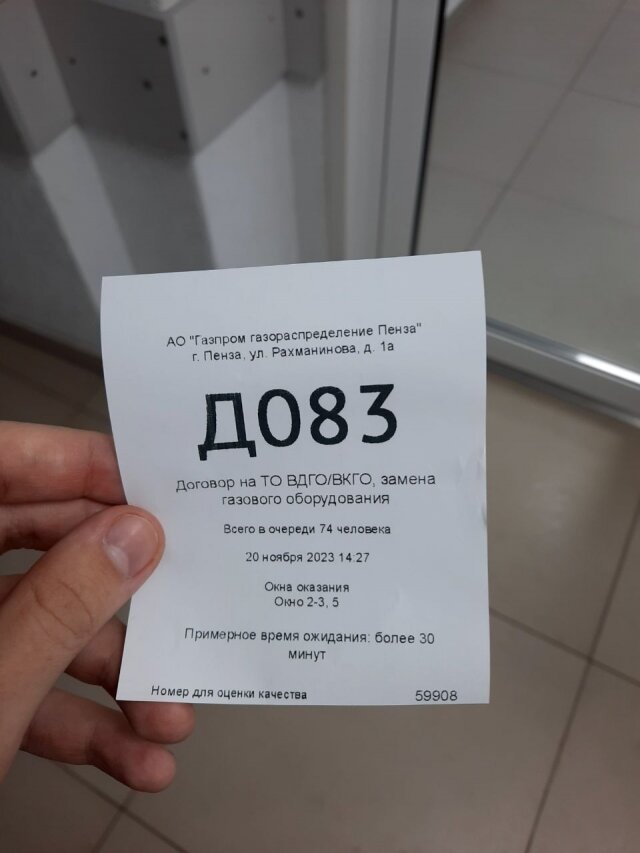 АО "Газпром газораспределение Пенза"
г. Пенза, ул. Рахманинова, д. 1а
Д083
Договор на ТО ВДГО/ВКГО, замена
газового оборудования
Всего в очереди 74 человека
20 ноября 2023 14:27
Окна оказания
Окно 2-3, 5
Примерное время ожидания: более 30
минут
Номер для оценки качества 59908